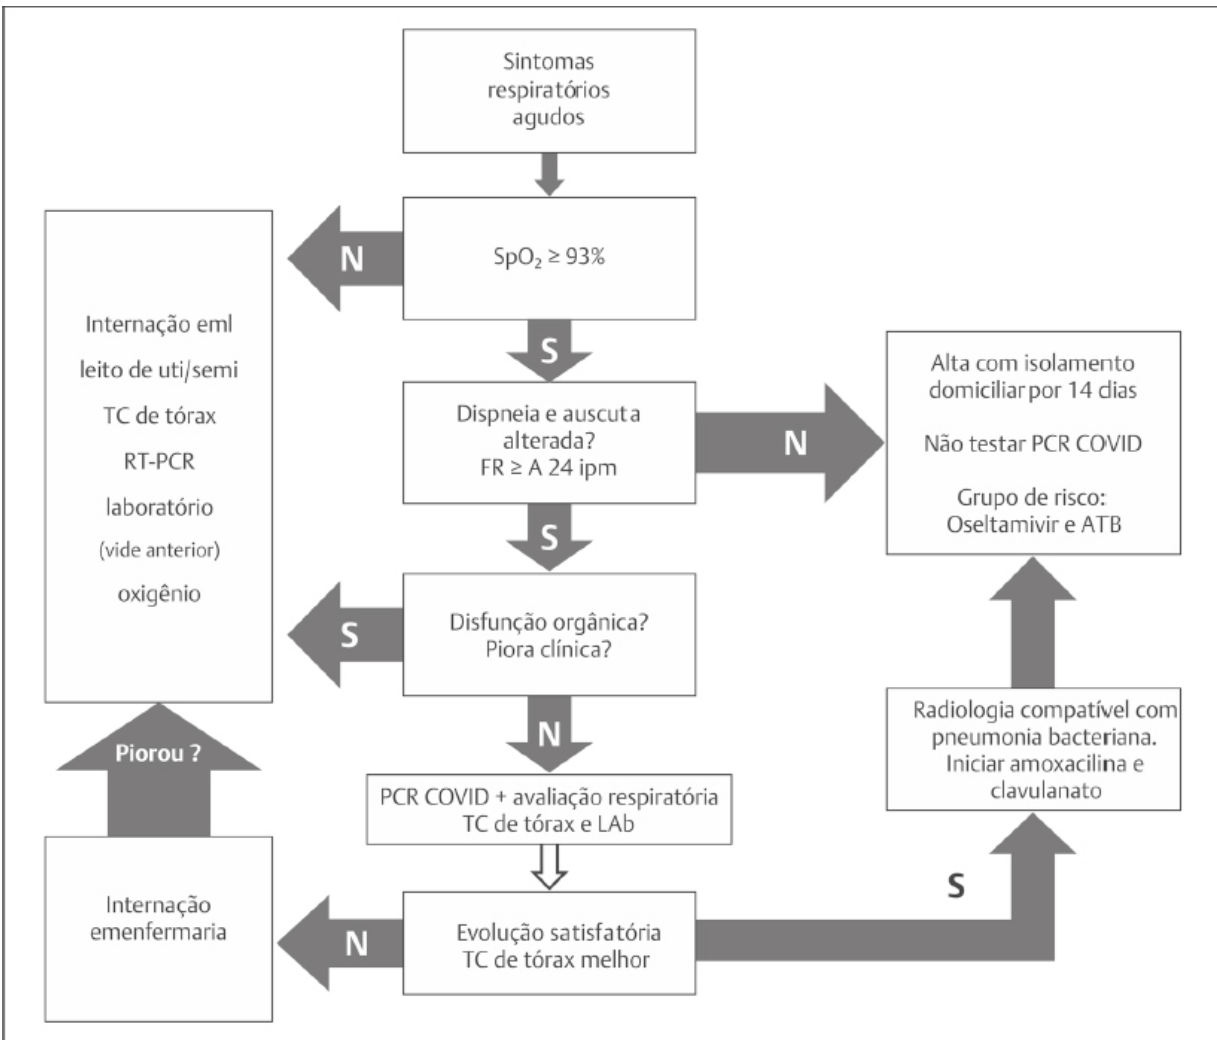 Sintomas
respiratórios
agudos
SpO₂ ≥ 93%
N
S
Internação eml
leito de uti/semi
TC de tórax
RT-PCR
laboratório
(vide anterior)
oxigênio
Dispneia e auscuta
alterada?
FR ≥ A 24 ipm
N
Alta com isolamento
domiciliar por 14 dias
Não testar PCR COVID
Grupo de risco:
Oseltamivir e ATB
S
Disfunção orgânica?
Piora clínica?
S
N
Radiologia compatível com
pneumonia bacteriana.
Iniciar amoxacilina e
clavulanato
Piorou ?
PCR COVID + avaliação respiratória
TC de tórax e LAb
Internação
emenfermaria
N
Evolução satisfatória
TC de tórax melhor
S